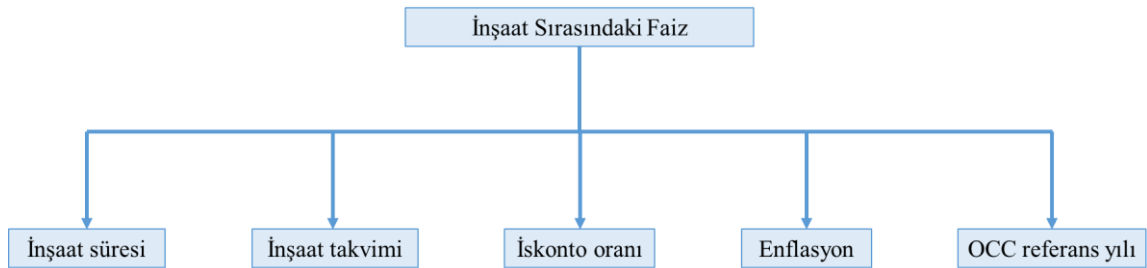 İnşaat Sırasındaki Faiz
İnşaat süresi
İnşaat takvimi
İskonto oranı
Enflasyon
OCC referans yılı